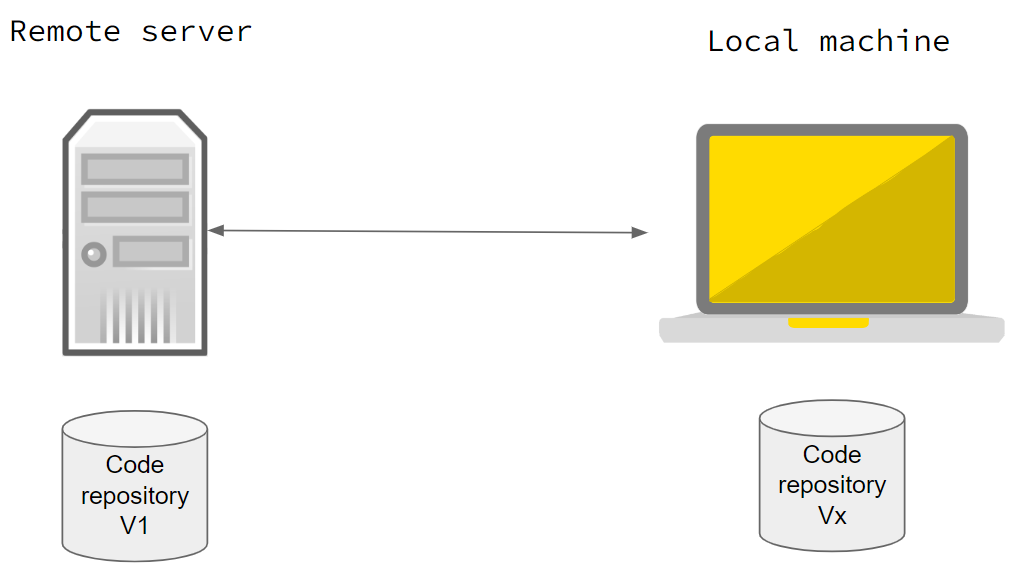 Remote server
Local machine
Code
repository
V1
Code
repository
Vx